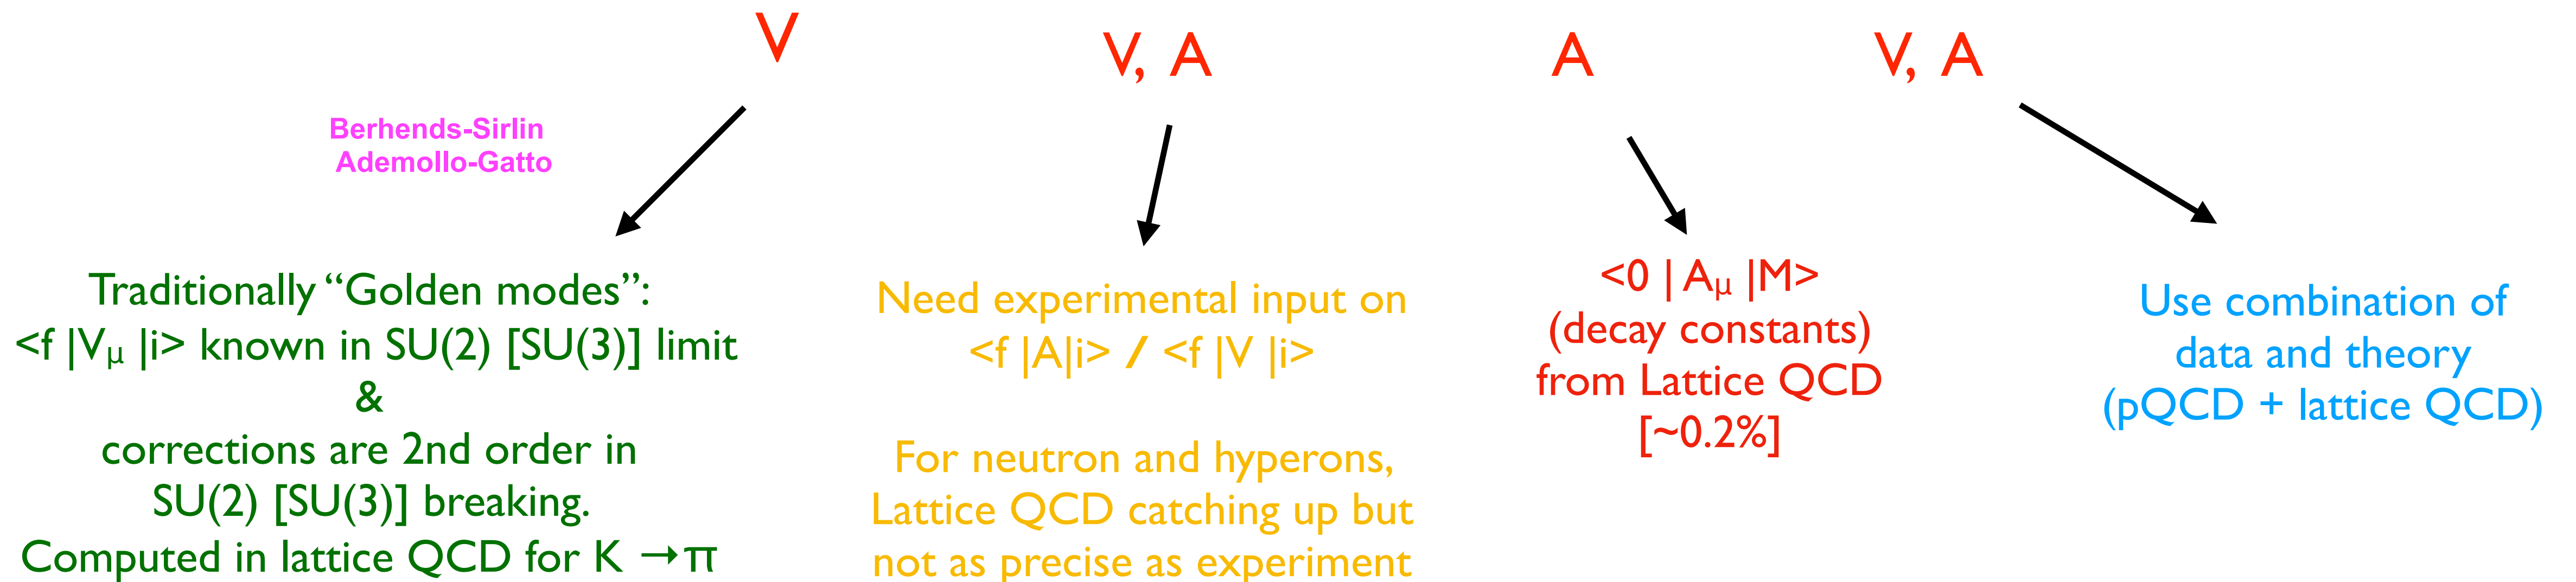 V
V, A
A
V, A
Berhends-Sirlin
Ademollo-Gatto
Traditionally “Golden modes”:
<f |Vμ |i> known in SU(2) [SU(3)] limit
&
corrections are 2nd order in
SU(2) [SU(3)] breaking.
Computed in lattice QCD for K →π
Need experimental input on
<f |A|i> / <f |V |i>
For neutron and hyperons,
Lattice QCD catching up but
not as precise as experiment
<0 | Aμ |M>
(decay constants)
from Lattice QCD
[~0.2%]
Use combination of
data and theory
(pQCD + lattice QCD)